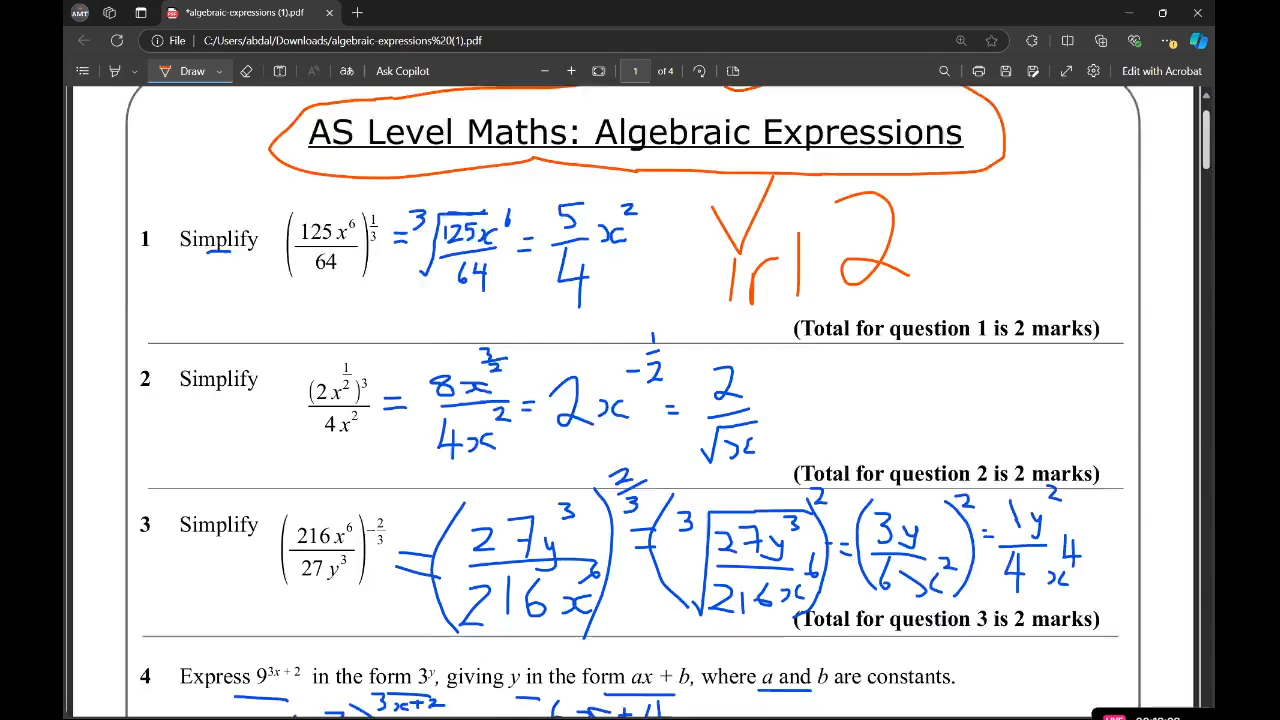 AMT
*algebraic-expressions (1).pdf
File C:/Users/abdal/Downloads/algebraic-expressions%20(1).pdf
Draw Ask Copilot 1 of 4 Edit with Acrobat
AS Level Maths: Algebraic Expressions
Yr 12
1 Simplify (125x⁶/64)^(1/3) = ³√(125x⁶/64) = 5/4 x²
(Total for question 1 is 2 marks)
2 Simplify (2x^(1/2))³/4x² = 8x^(3/2)/4x² = 2x^(-1/2) = 2/√x
(Total for question 2 is 2 marks)
3 Simplify (216x⁶/27y³)^(-2/3) = (27y³/216x⁶)^(2/3) = (³√(27y³/216x⁶))² = (3y/6x²)² = 1y²/4x⁴
(Total for question 3 is 2 marks)
4 Express 9^(3x + 2) in the form 3^y, giving y in the form ax + b, where a and b are constants.
3x+2